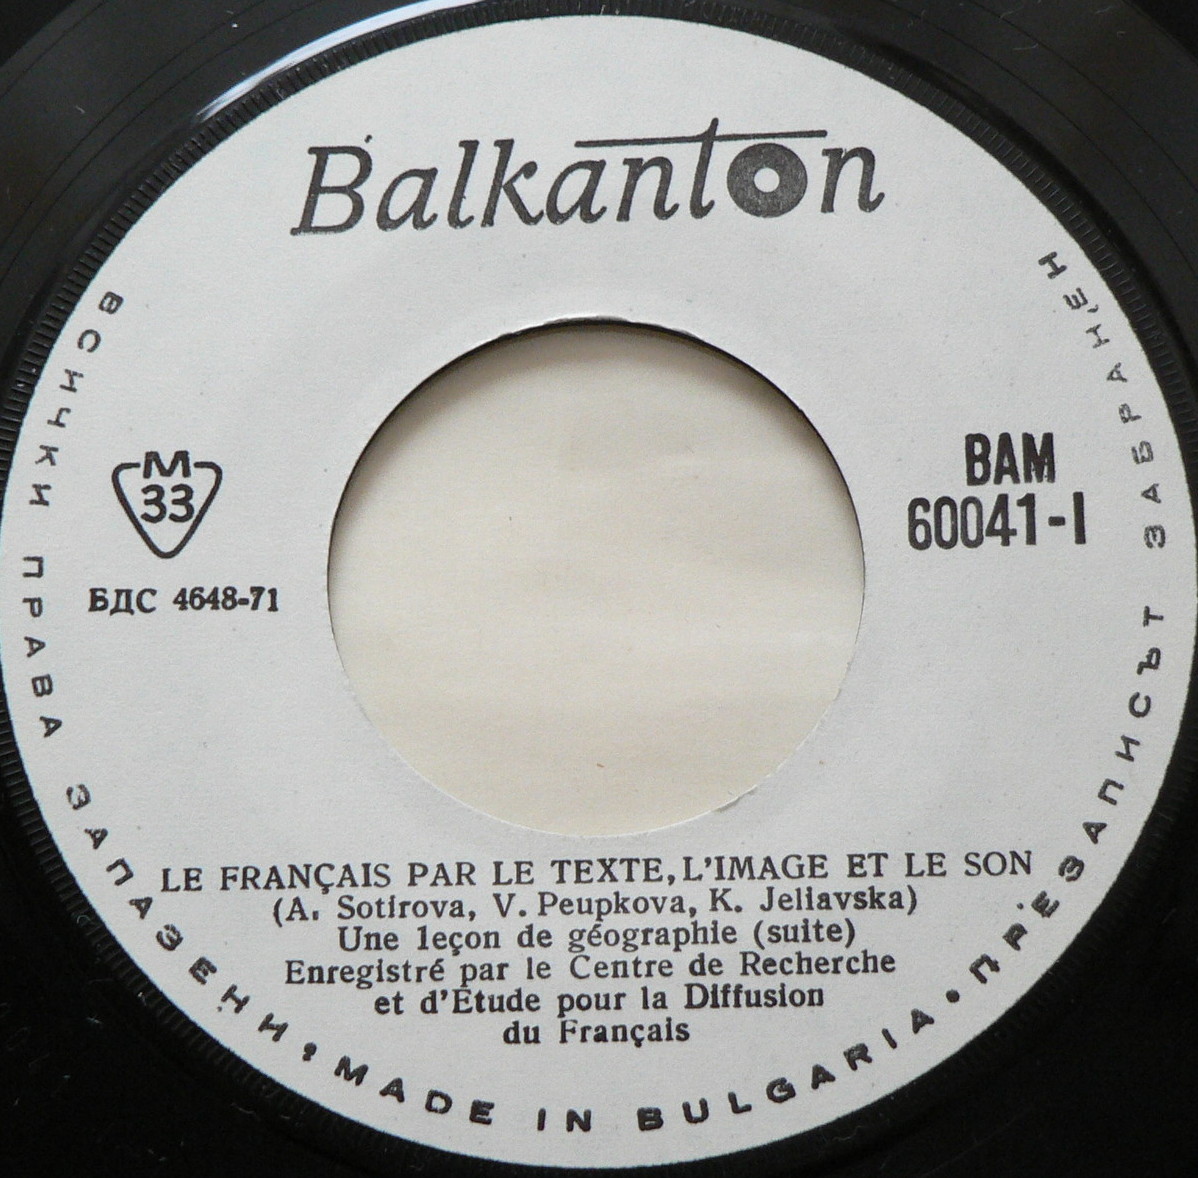 Balkanton
M
33
БДС 4648-71
BAM
60041-I
LE FRANÇAIS PAR LE TEXTE, L'IMAGE ET LE SON
(A. Sotirova, V. Peupkova, K. Jeliavska)
Une leçon de géographie (suite)
Enregistré par le Centre de Recherche
et d'Étude pour la Diffusion
du Français
ВСИЧКИ ПРАВА ЗАПАЗЕНИ • MADE IN BULGARIA • ПРЕЗАПИСЪТ ЗАБРАНЕН